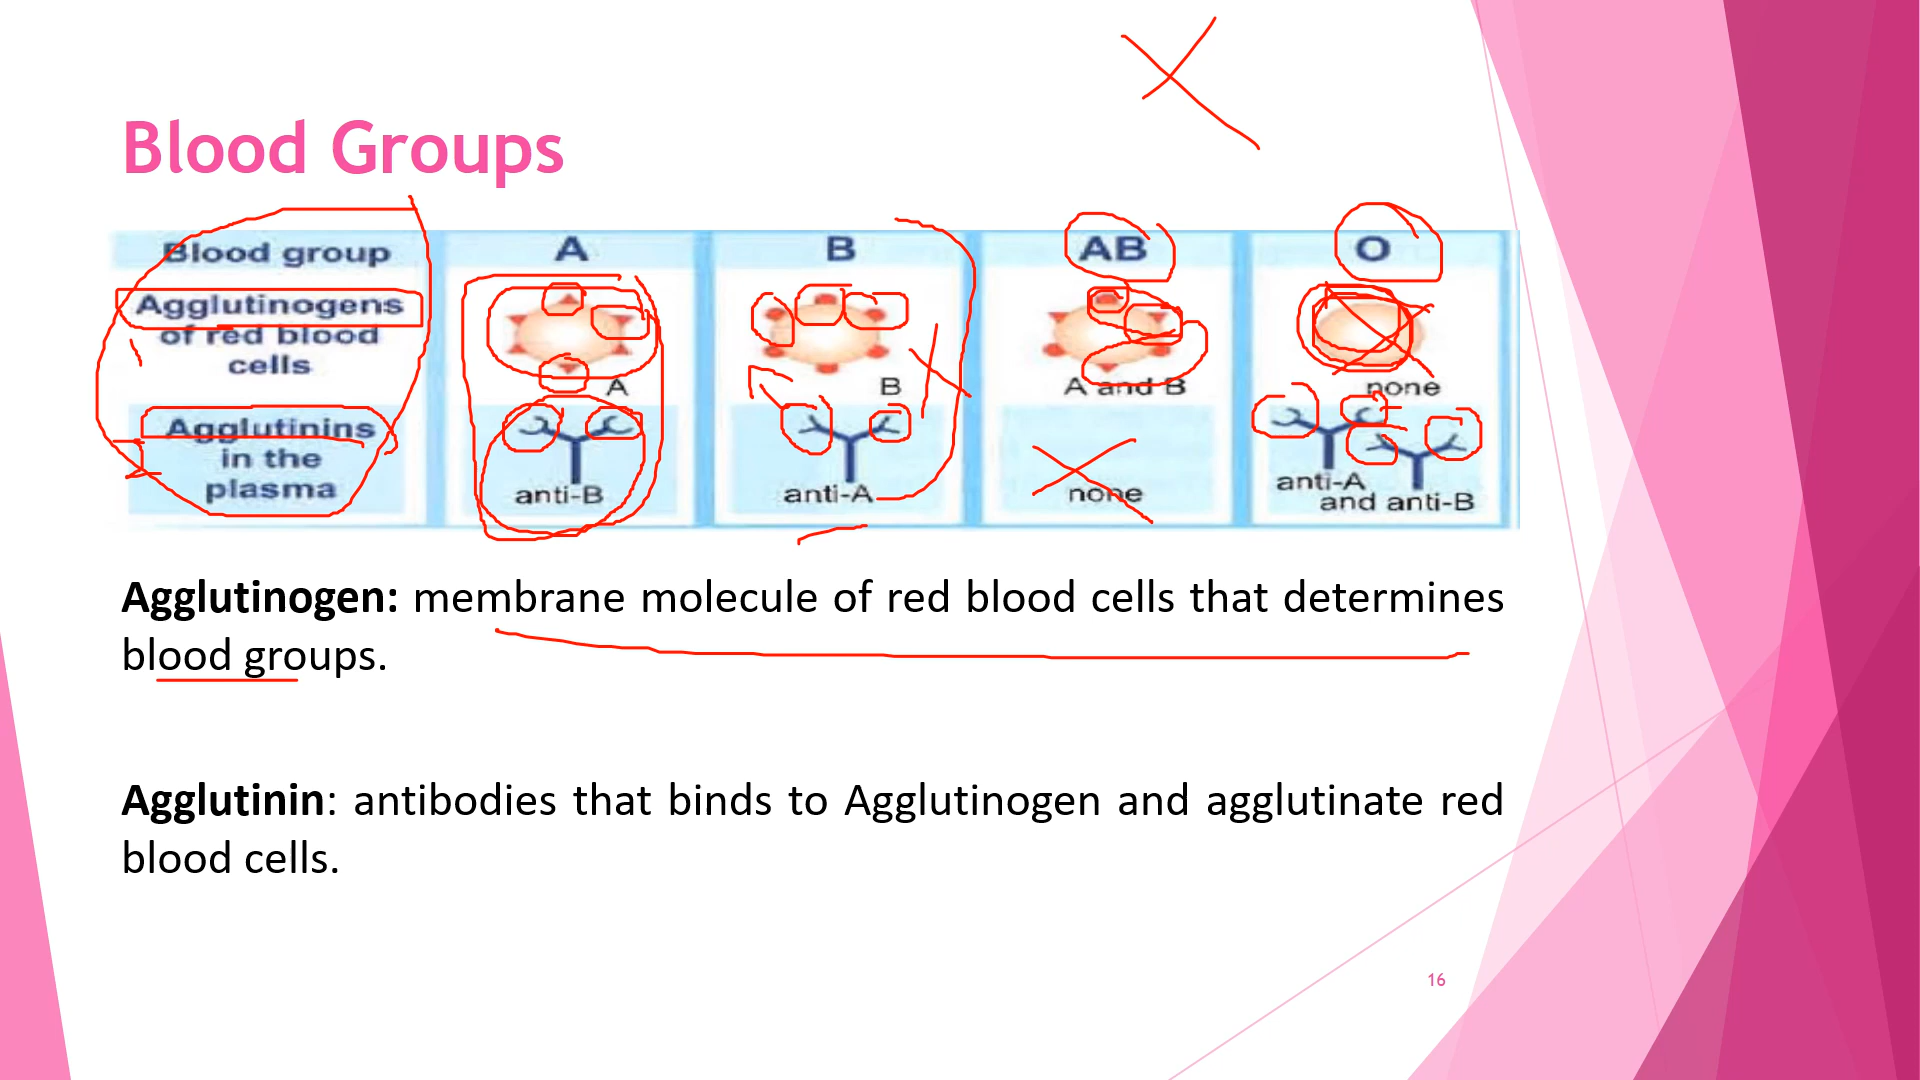 Blood Groups
Blood group A B AB O
Agglutinogens
of red blood
cells
A B A and B none
Agglutinins
in the
plasma
anti-B anti-A none anti-A
and anti-B
Agglutinogen: membrane molecule of red blood cells that determines
blood groups.
Agglutinin: antibodies that binds to Agglutinogen and agglutinate red
blood cells.
16